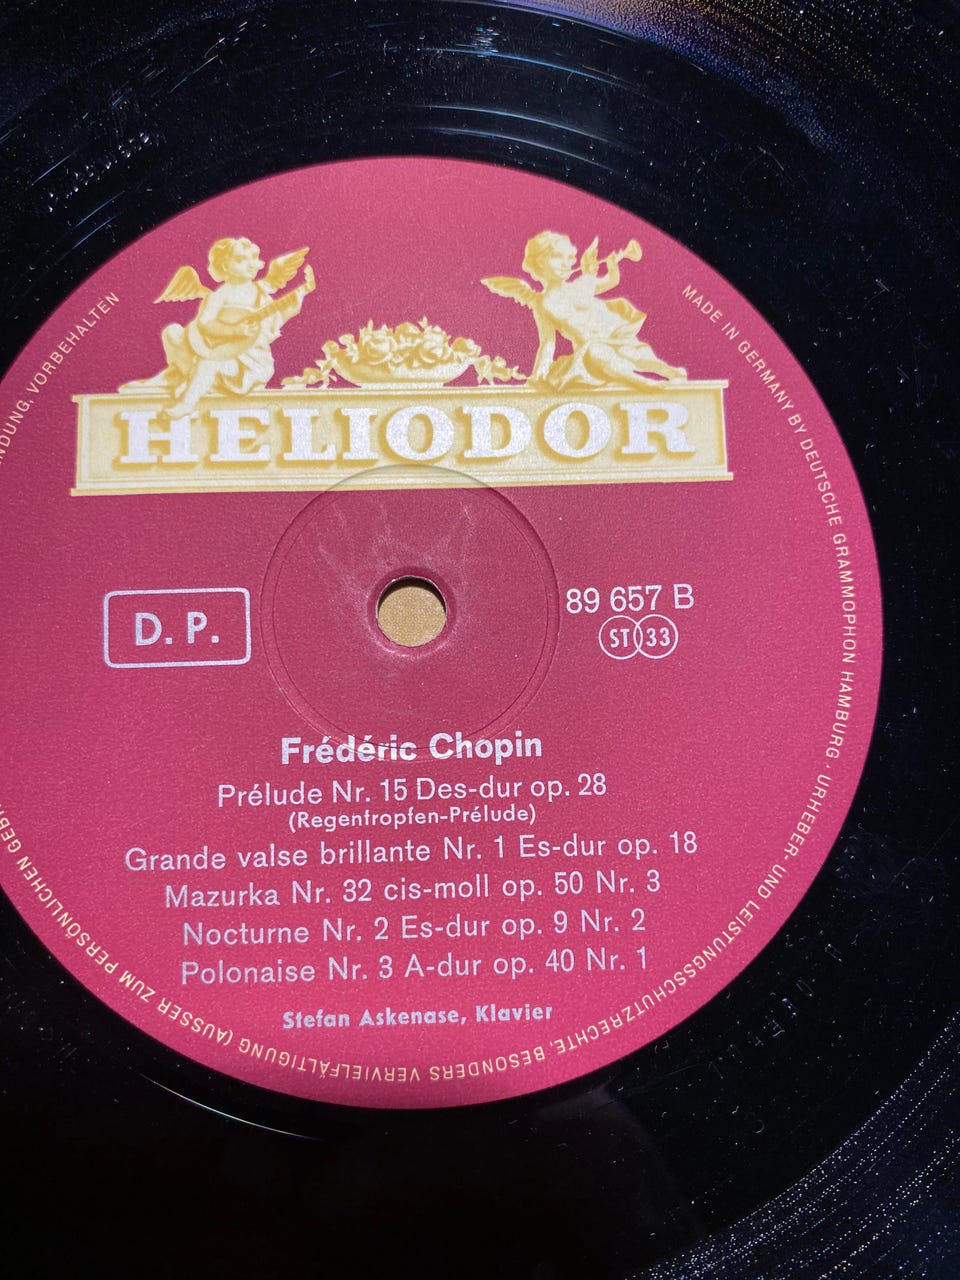 HELIODOR
D. P.
89 657 B
ST 33
Frédéric Chopin
Prélude Nr. 15 Des-dur op. 28
(Regentropfen-Prélude)
Grande valse brillante Nr. 1 Es-dur op. 18
Mazurka Nr. 32 cis-moll op. 50 Nr. 3
Nocturne Nr. 2 Es-dur op. 9 Nr. 2
Polonaise Nr. 3 A-dur op. 40 Nr. 1
Stefan Askenase, Klavier
MADE IN GERMANY BY DEUTSCHE GRAMMOPHON HAMBURG · URHEBER- UND LEISTUNGSSCHUTZRECHTE, BESONDERS VERVIELFÄLTIGUNG (AUSSER ZUM PERSÖNLICHEN VORBEHALTEN